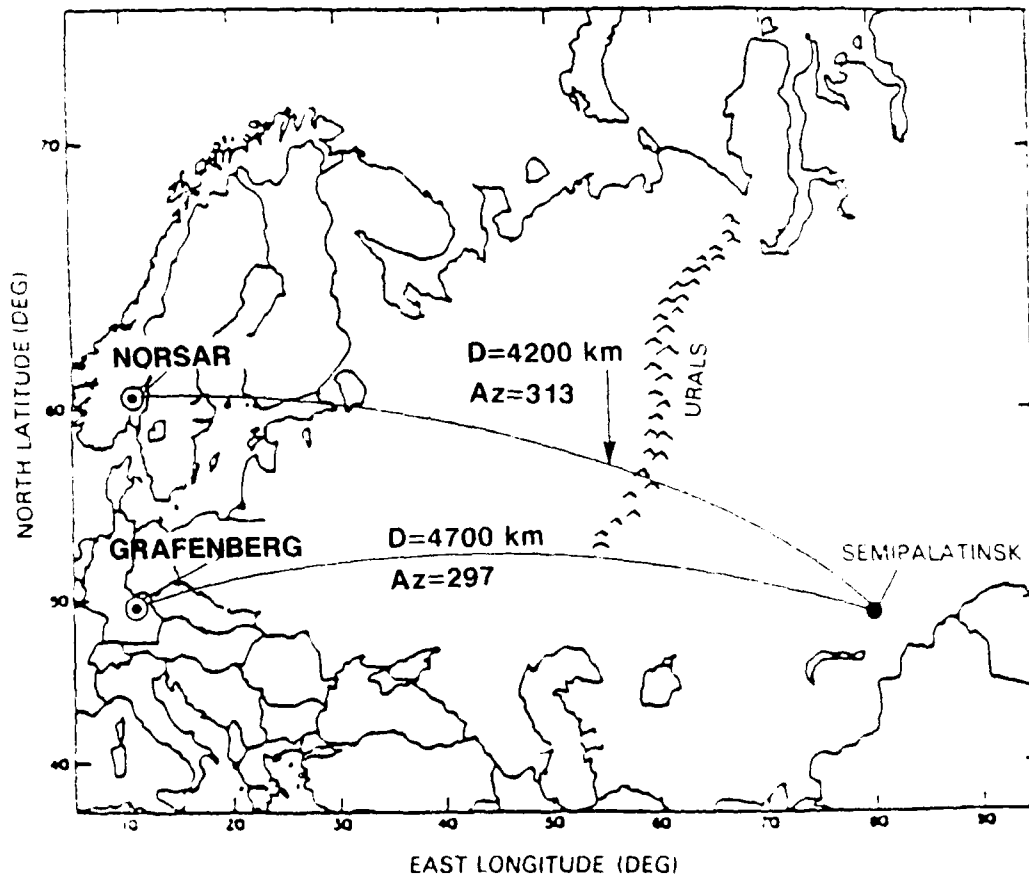 NORTH LATITUDE (DEG)
70
60
50
40
NORSAR
D=4200 km
Az=313
URALS
GRAFENBERG
D=4700 km
Az=297
SEMIPALATINSK
10 20 30 40 50 60 70 80 90
EAST LONGITUDE (DEG)